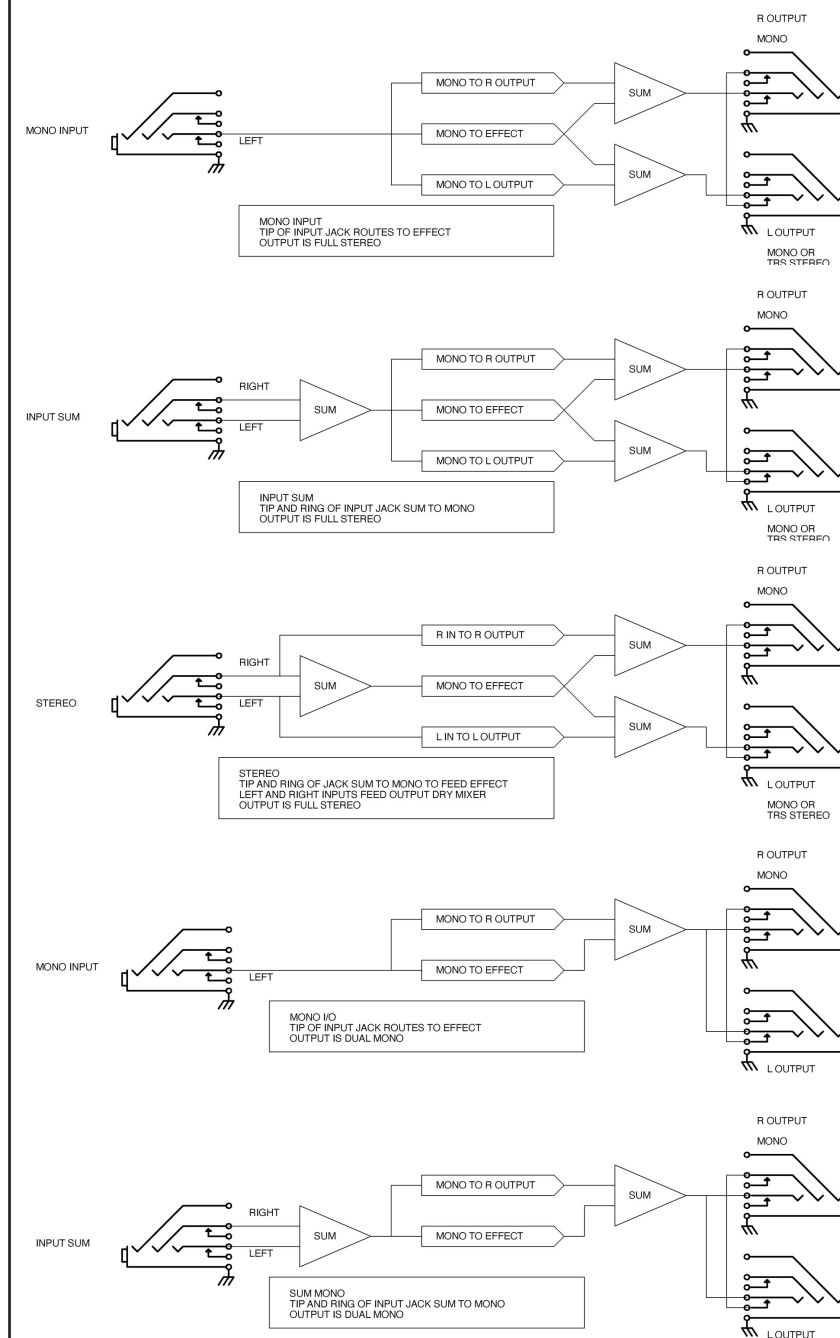 R OUTPUT
MONO
MONO TO R OUTPUT
SUM
MONO INPUT
LEFT
MONO TO EFFECT
MONO TO L OUTPUT
SUM
MONO INPUT
TIP OF INPUT JACK ROUTES TO EFFECT
OUTPUT IS FULL STEREO
L OUTPUT
MONO OR
TRS STEREO
R OUTPUT
MONO
MONO TO R OUTPUT
SUM
RIGHT
INPUT SUM
SUM
LEFT
MONO TO EFFECT
MONO TO L OUTPUT
SUM
INPUT SUM
TIP AND RING OF INPUT JACK SUM TO MONO
OUTPUT IS FULL STEREO
L OUTPUT
MONO OR
TRS STEREO
R OUTPUT
MONO
R IN TO R OUTPUT
SUM
RIGHT
STEREO
SUM
LEFT
MONO TO EFFECT
L IN TO L OUTPUT
SUM
STEREO
TIP AND RING OF JACK SUM TO MONO TO FEED EFFECT
LEFT AND RIGHT INPUTS FEED OUTPUT DRY MIXER
OUTPUT IS FULL STEREO
L OUTPUT
MONO OR
TRS STEREO
R OUTPUT
MONO
MONO TO R OUTPUT
SUM
MONO INPUT
LEFT
MONO TO EFFECT
MONO I/O
TIP OF INPUT JACK ROUTES TO EFFECT
OUTPUT IS DUAL MONO
L OUTPUT
R OUTPUT
MONO
MONO TO R OUTPUT
SUM
RIGHT
INPUT SUM
SUM
LEFT
MONO TO EFFECT
SUM MONO
TIP AND RING OF INPUT JACK SUM TO MONO
OUTPUT IS DUAL MONO
L OUTPUT